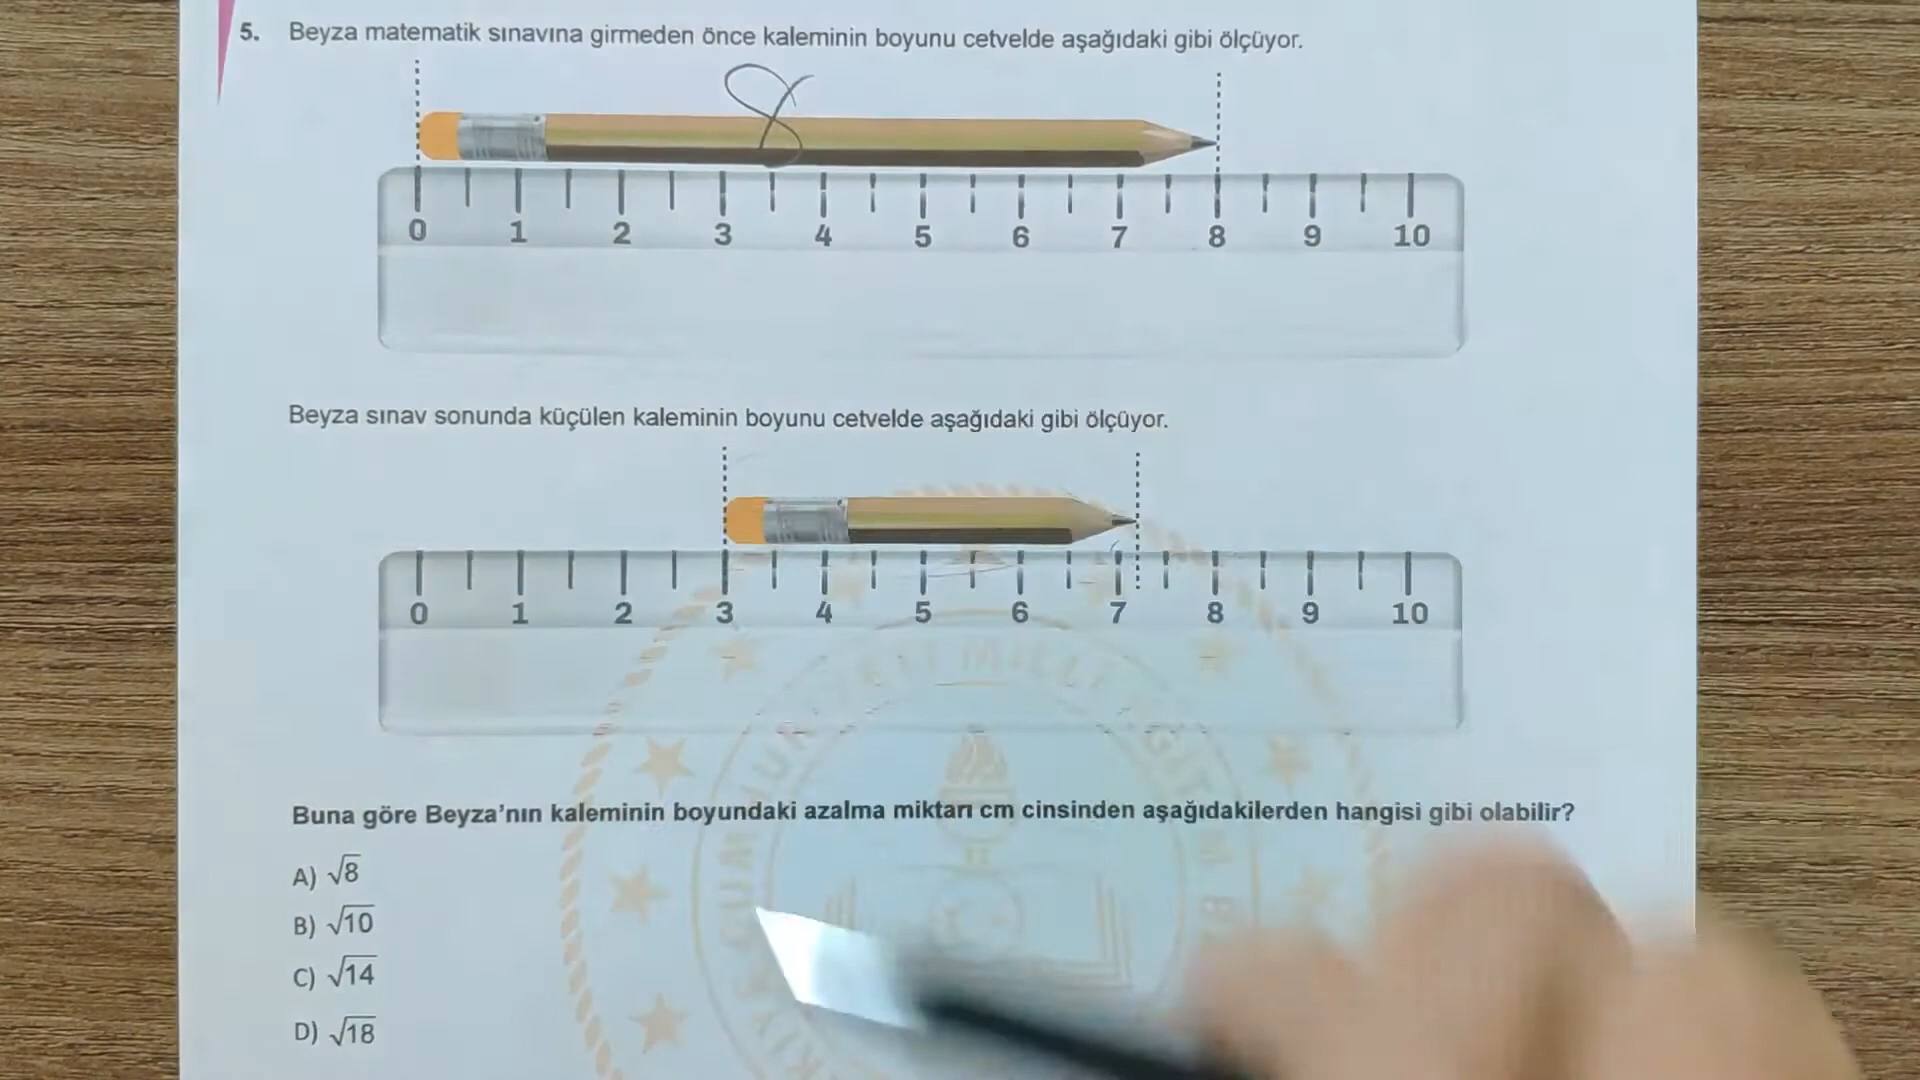 5. Beyza matematik sınavına girmeden önce kaleminin boyunu cetvelde aşağıdaki gibi ölçüyor.
8
0 1 2 3 4 5 6 7 8 9 10
Beyza sınav sonunda küçülen kaleminin boyunu cetvelde aşağıdaki gibi ölçüyor.
0 1 2 3 4 5 6 7 8 9 10
Buna göre Beyza'nın kaleminin boyundaki azalma miktarı cm cinsinden aşağıdakilerden hangisi gibi olabilir?
A) √8
B) √10
C) √14
D) √18